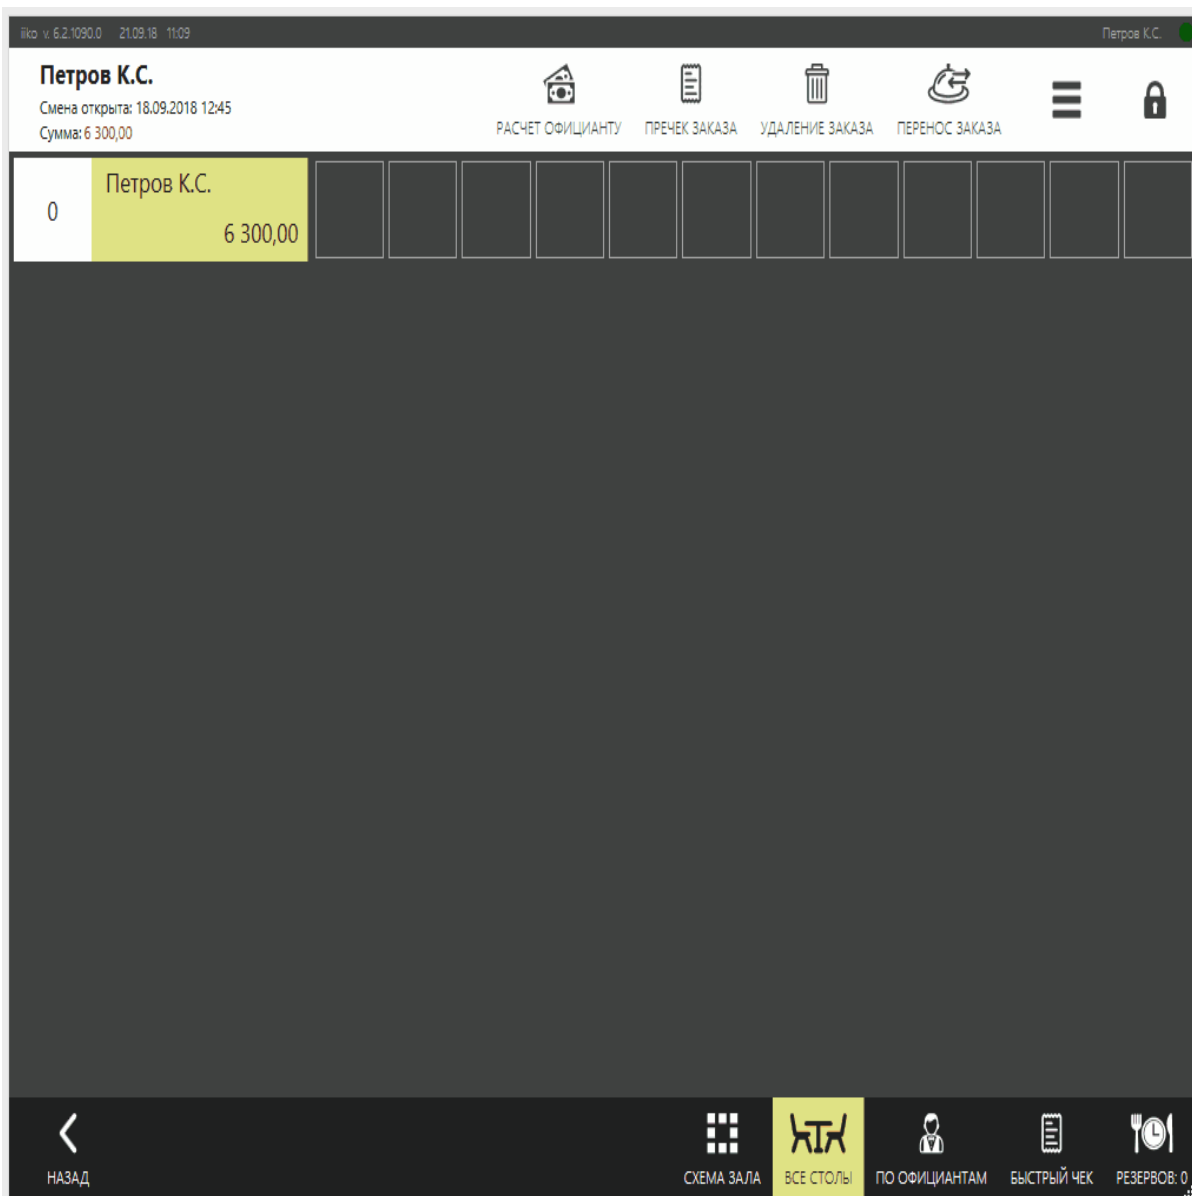 iiko v. 6.2.1090.0 21.09.18 11:09 Петров К.С.
Петров К.С.
Смена открыта: 18.09.2018 12:45
Сумма: 6 300,00
РАСЧЕТ ОФИЦИАНТУ ПРЕЧЕК ЗАКАЗА УДАЛЕНИЕ ЗАКАЗА ПЕРЕНОС ЗАКАЗА
0 Петров К.С.
6 300,00
НАЗАД СХЕМА ЗАЛА ВСЕ СТОЛЫ ПО ОФИЦИАНТАМ БЫСТРЫЙ ЧЕК РЕЗЕРВОВ: 0